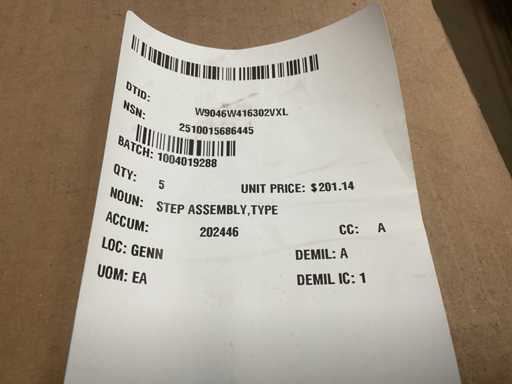 DTID: W9046W416302VXL
NSN: 2510015686445
BATCH: 1004019288
QTY: 5 UNIT PRICE: $201.14
NOUN: STEP ASSEMBLY,TYPE
ACCUM: 202446 CC: A
LOC: GENN DEMIL: A
UOM: EA DEMIL IC: 1